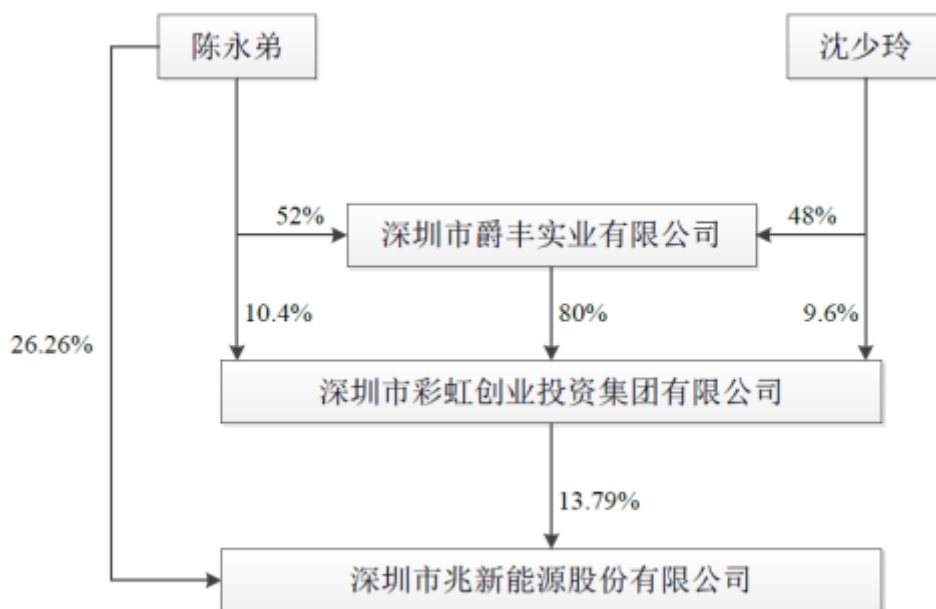 陈永弟
沈少玲
52%
深圳市爵丰实业有限公司
48%
10.4%
80%
9.6%
26.26%
深圳市彩虹创业投资集团有限公司
13.79%
深圳市兆新能源股份有限公司